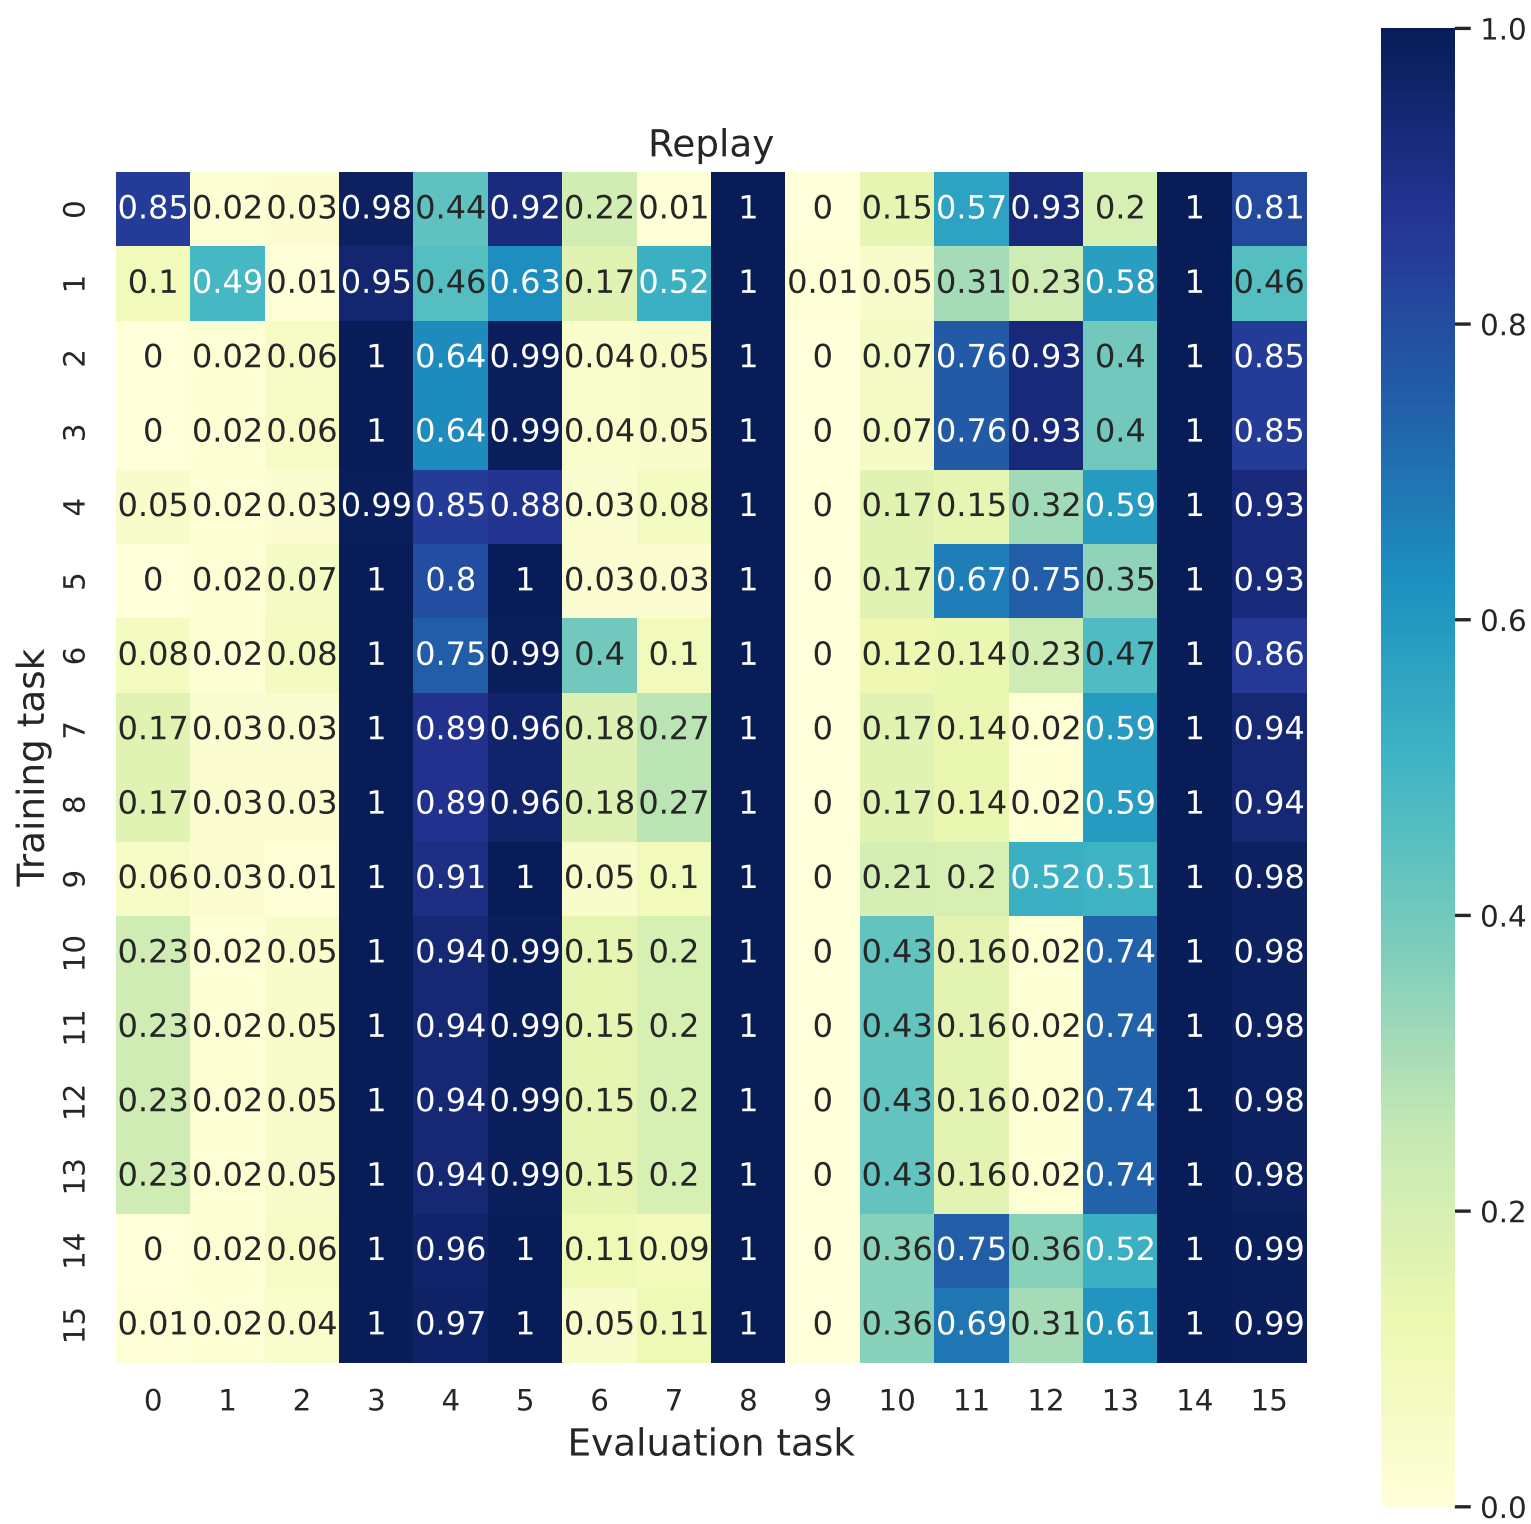 Replay
0 0.85 0.02 0.03 0.98 0.44 0.92 0.22 0.01 1 0 0.15 0.57 0.93 0.2 1 0.81
1 0.1 0.49 0.01 0.95 0.46 0.63 0.17 0.52 1 0.01 0.05 0.31 0.23 0.58 1 0.46
2 0 0.02 0.06 1 0.64 0.99 0.04 0.05 1 0 0.07 0.76 0.93 0.4 1 0.85
3 0 0.02 0.06 1 0.64 0.99 0.04 0.05 1 0 0.07 0.76 0.93 0.4 1 0.85
4 0.05 0.02 0.03 0.99 0.85 0.88 0.03 0.08 1 0 0.17 0.15 0.32 0.59 1 0.93
5 0 0.02 0.07 1 0.8 1 0.03 0.03 1 0 0.17 0.67 0.75 0.35 1 0.93
6 0.08 0.02 0.08 1 0.75 0.99 0.4 0.1 1 0 0.12 0.14 0.23 0.47 1 0.86
7 0.17 0.03 0.03 1 0.89 0.96 0.18 0.27 1 0 0.17 0.14 0.02 0.59 1 0.94
8 0.17 0.03 0.03 1 0.89 0.96 0.18 0.27 1 0 0.17 0.14 0.02 0.59 1 0.94
9 0.06 0.03 0.01 1 0.91 1 0.05 0.1 1 0 0.21 0.2 0.52 0.51 1 0.98
10 0.23 0.02 0.05 1 0.94 0.99 0.15 0.2 1 0 0.43 0.16 0.02 0.74 1 0.98
11 0.23 0.02 0.05 1 0.94 0.99 0.15 0.2 1 0 0.43 0.16 0.02 0.74 1 0.98
12 0.23 0.02 0.05 1 0.94 0.99 0.15 0.2 1 0 0.43 0.16 0.02 0.74 1 0.98
13 0.23 0.02 0.05 1 0.94 0.99 0.15 0.2 1 0 0.43 0.16 0.02 0.74 1 0.98
14 0 0.02 0.06 1 0.96 1 0.11 0.09 1 0 0.36 0.75 0.36 0.52 1 0.99
15 0.01 0.02 0.04 1 0.97 1 0.05 0.11 1 0 0.36 0.69 0.31 0.61 1 0.99
0 1 2 3 4 5 6 7 8 9 10 11 12 13 14 15
Evaluation task
Training task
1.0
0.8
0.6
0.4
0.2
0.0